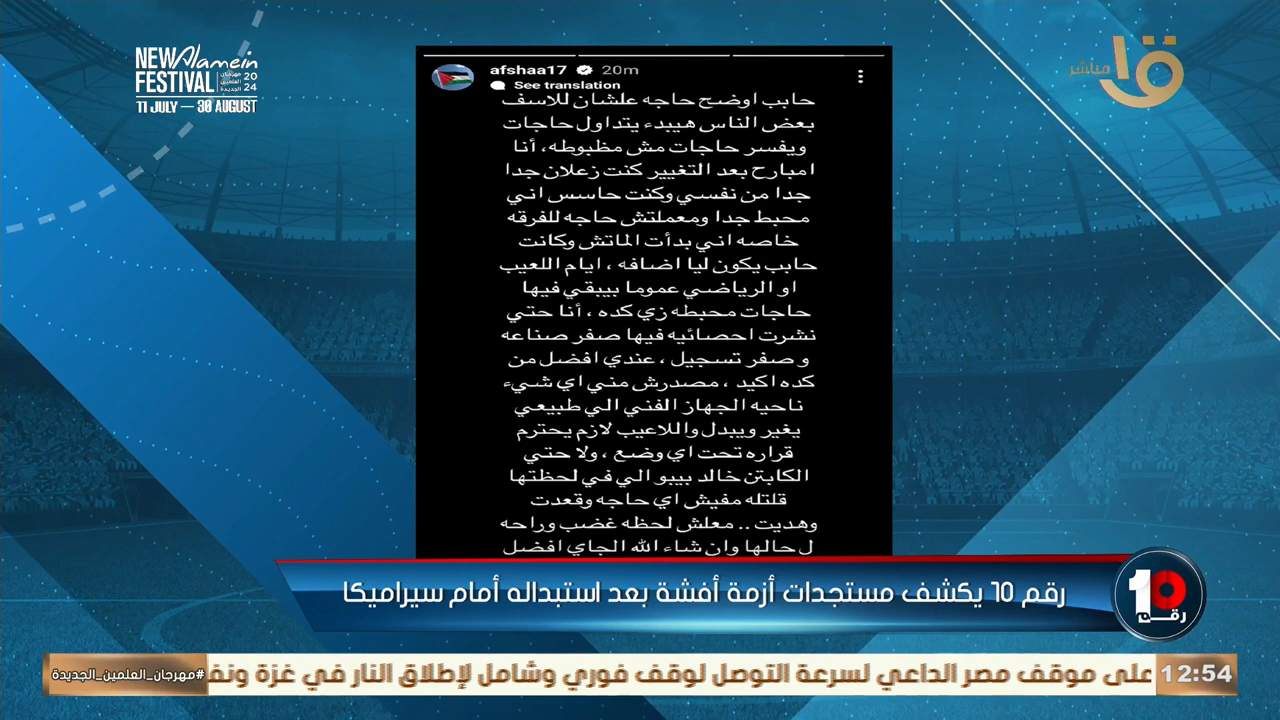 NEW Alamein
FESTIVAL
مهرجان
العلمين
الجديدة
2024
11 JULY — 30 AUGUST
مباشر
afshaa17 20m
See translation
حابب اوضح حاجه علشان للاسف
بعض الناس هيبدء يتداول حاجات
ويفسر حاجات مش مظبوطه، أنا
امبارح بعد التغيير كنت زعلان جدا
جدا من نفسي وكنت حاسس اني
محبط جدا ومعملتش حاجه للفرقه
خاصه اني بدأت الماتش وكانت
حابب يكون ليا اضافه ، ايام اللعيب
او الرياضي عموما بيبقي فيها
حاجات محبطه زي كده ، أنا حتي
نشرت احصائيه فيها صفر صناعه
و صفر تسجيل ، عندي افضل من
كده اكيد ، مصدرش مني اي شيء
ناحيه الجهاز الفني الي طبيعي
يغير ويبدل واللاعيب لازم يحترم
قراره تحت اي وضع ، ولا حتي
الكابتن خالد بيبو الي في لحظتها
قلتله مفيش اي حاجه وقعدت
وهديت .. معلش لحظه غضب وراحه
ل حالها وان شاء الله الجاي افضل
رقم 10 يكشف مستجدات أزمة أفشة بعد استبداله أمام سيراميكا
10
رقم
12:54
على موقف مصر الداعي لسرعة التوصل لوقف فوري وشامل لإطلاق النار في غزة ونف
#مهرجان_العلمين_الجديدة